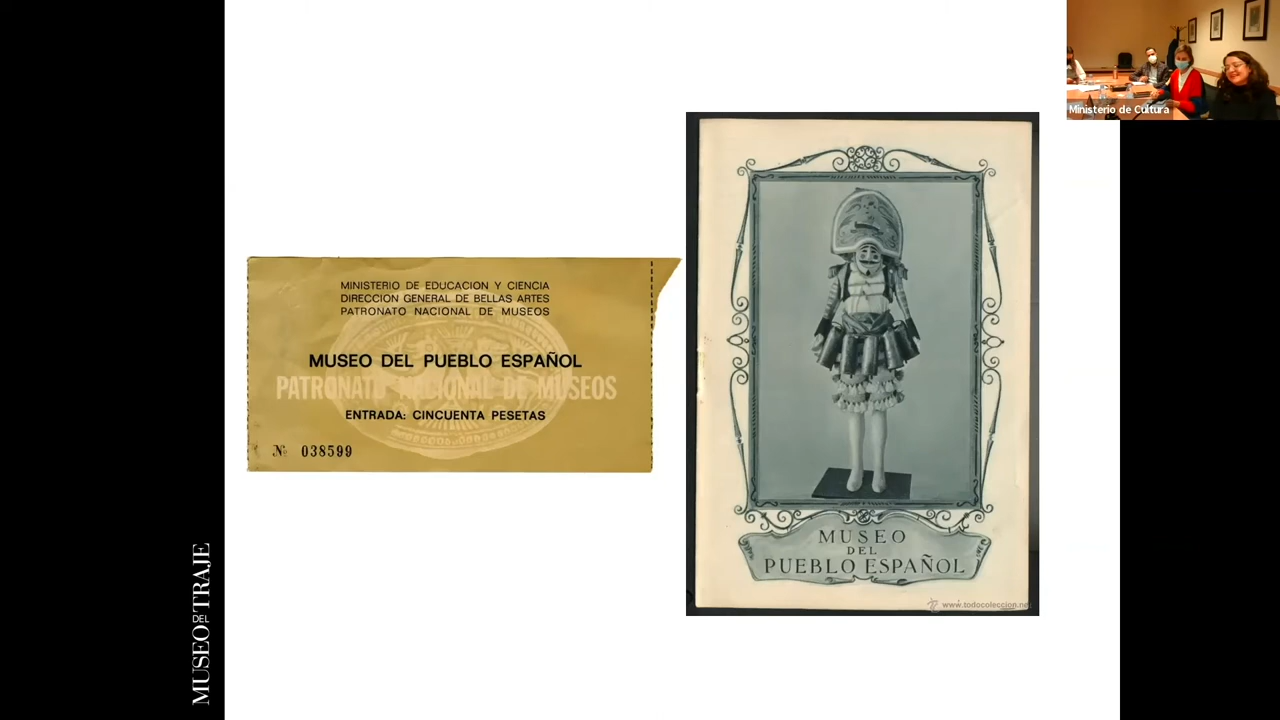 MINISTERIO DE EDUCACION Y CIENCIA
DIRECCION GENERAL DE BELLAS ARTES
PATRONATO NACIONAL DE MUSEOS
MUSEO DEL PUEBLO ESPAÑOL
PATRONATO NACIONAL DE MUSEOS
ENTRADA: CINCUENTA PESETAS
Nº 038599
MUSEO
DEL
PUEBLO ESPAÑOL
www.todocoleccion.net
MUSEO DEL TRAJE
Ministerio de Cultura